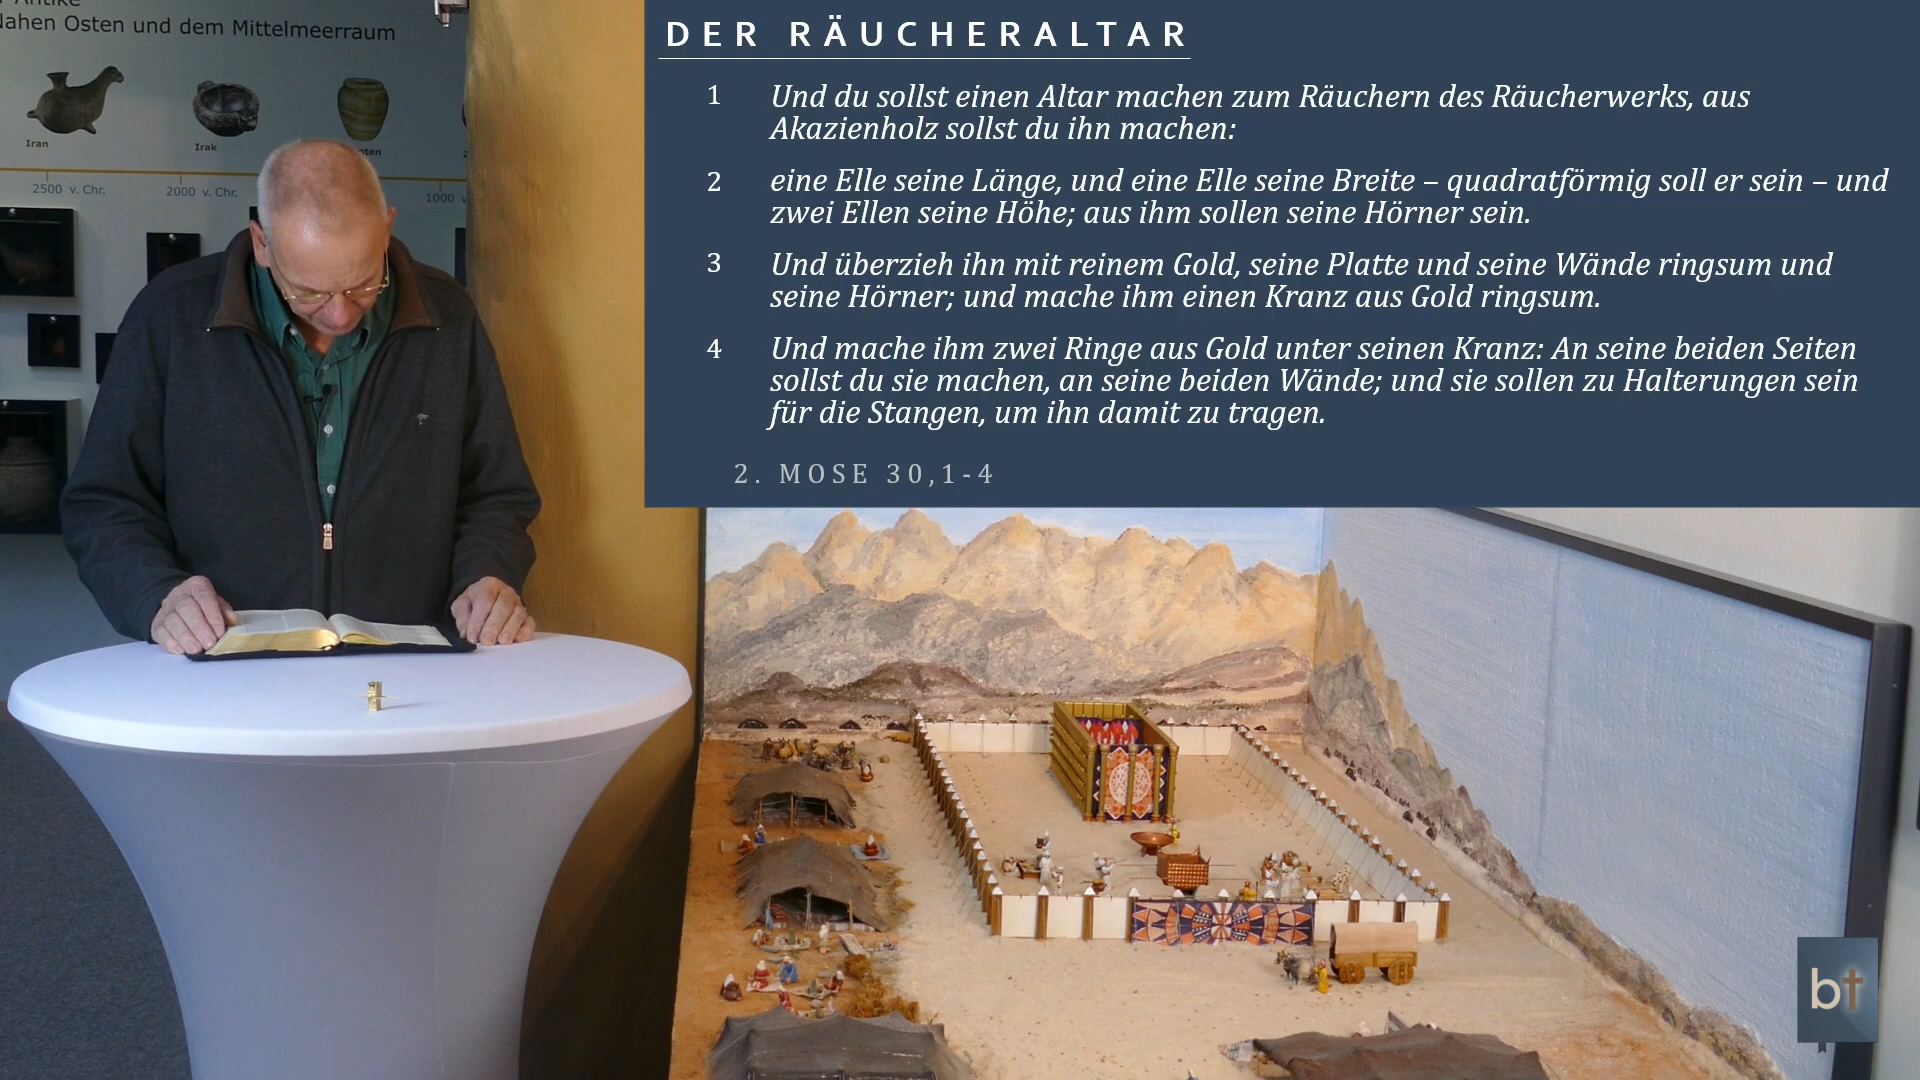 Nahen Osten und dem Mittelmeerraum
Iran
Irak
2500 v. Chr.
2000 v. Chr.
1000 v
DER RÄUCHERALTAR
1 Und du sollst einen Altar machen zum Räuchern des Räucherwerks, aus
Akazienholz sollst du ihn machen:
2 eine Elle seine Länge, und eine Elle seine Breite – quadratförmig soll er sein – und
zwei Ellen seine Höhe; aus ihm sollen seine Hörner sein.
3 Und überzieh ihn mit reinem Gold, seine Platte und seine Wände ringsum und
seine Hörner; und mache ihm einen Kranz aus Gold ringsum.
4 Und mache ihm zwei Ringe aus Gold unter seinen Kranz: An seine beiden Seiten
sollst du sie machen, an seine beiden Wände; und sie sollen zu Halterungen sein
für die Stangen, um ihn damit zu tragen.
2. MOSE 30,1-4
bt